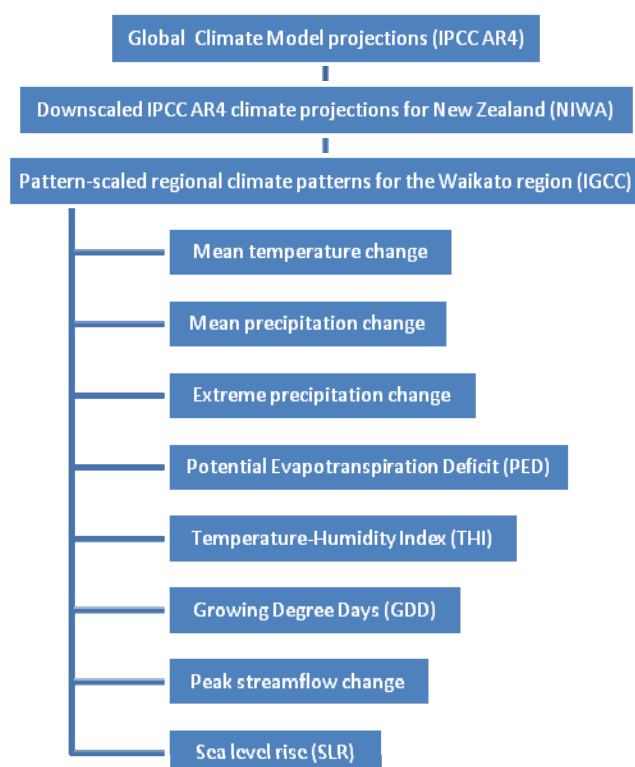 Global Climate Model projections (IPCC AR4)
Downscaled IPCC AR4 climate projections for New Zealand (NIWA)
Pattern-scaled regional climate patterns for the Waikato region (IGCC)
Mean temperature change
Mean precipitation change
Extreme precipitation change
Potential Evapotranspiration Deficit (PED)
Temperature-Humidity Index (THI)
Growing Degree Days (GDD)
Peak streamflow change
Sea level rise (SLR)